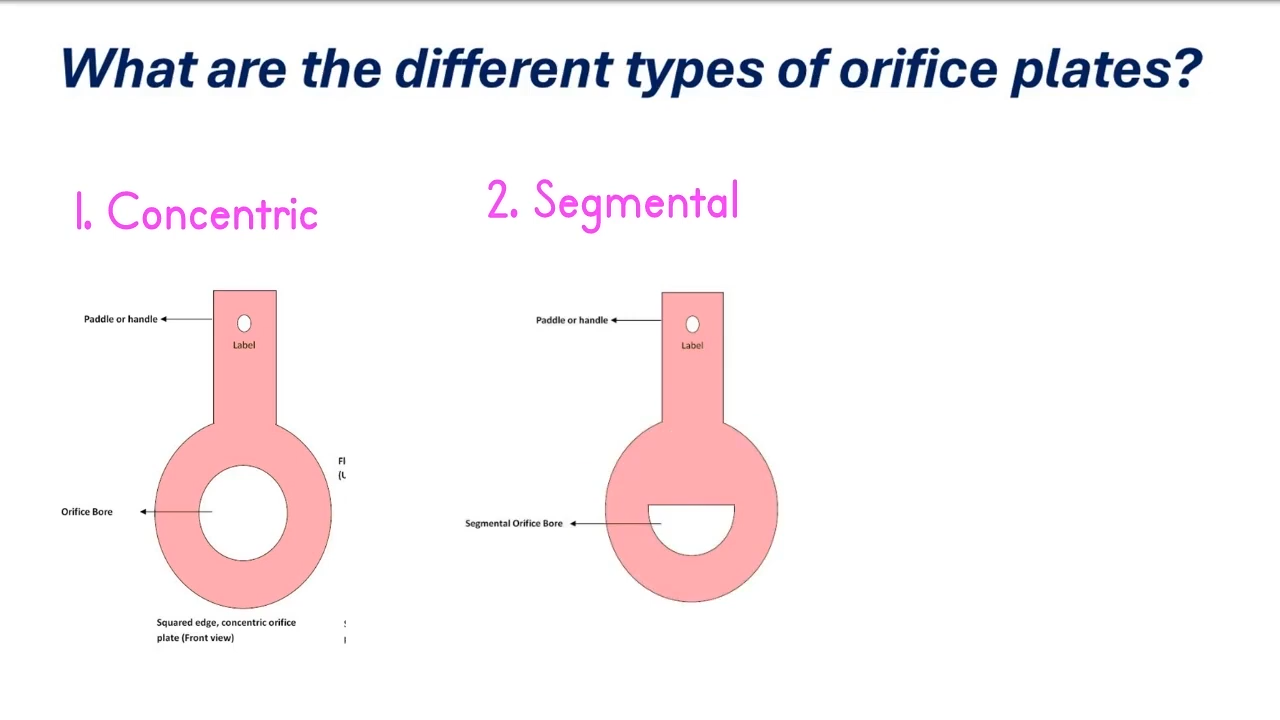 What are the different types of orifice plates?
1. Concentric
2. Segmental
Paddle or handle
Label
Orifice Bore
Squared edge, concentric orifice
plate (Front view)
Paddle or handle
Label
Segmental Orifice Bore